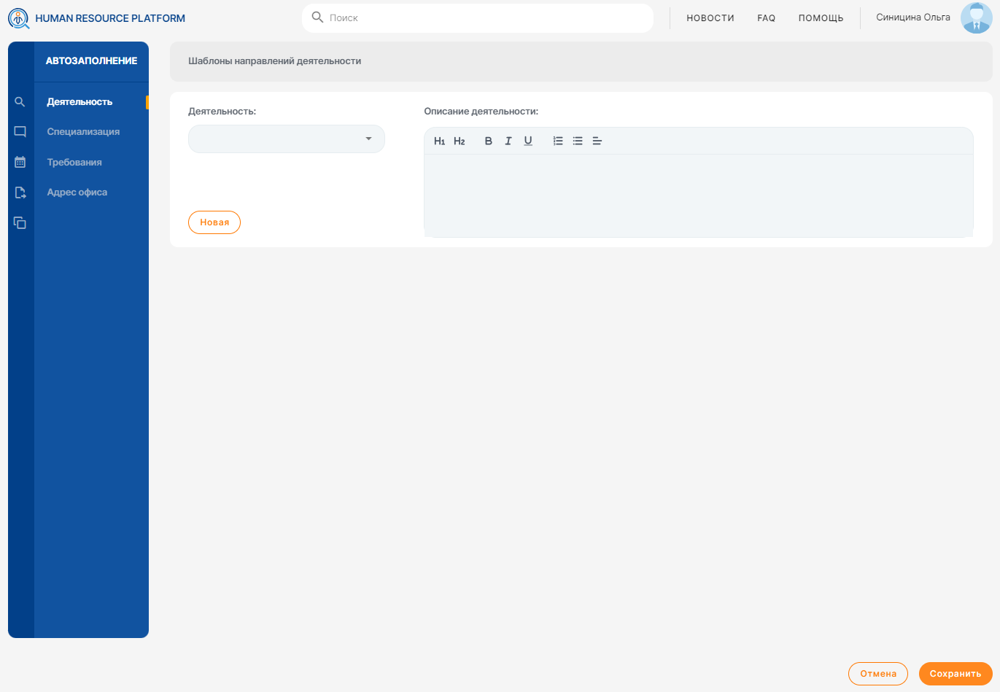 HUMAN RESOURCE PLATFORM
Поиск
НОВОСТИ
FAQ
ПОМОЩЬ
Синицина Ольга
АВТОЗАПОЛНЕНИЕ
Деятельность
Специализация
Требования
Адрес офиса
Шаблоны направлений деятельности
Деятельность:
Новая
Описание деятельности:
H1 H2 B I U
Отмена
Сохранить